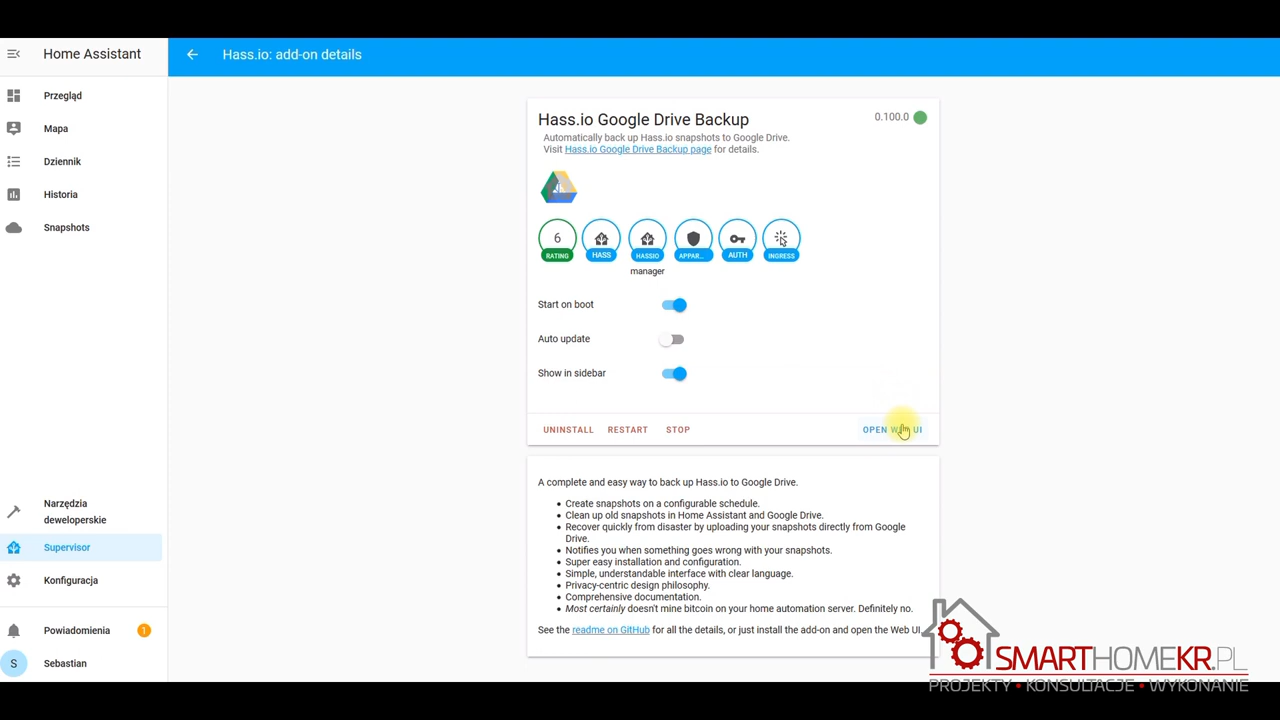 Home Assistant
Hass.io: add-on details
Przegląd
Mapa
Dziennik
Historia
Snapshots
Narzędzia
deweloperskie
Supervisor
Konfiguracja
Powiadomienia 1
S Sebastian
Hass.io Google Drive Backup
0.100.0
Automatically back up Hass.io snapshots to Google Drive.
Visit Hass.io Google Drive Backup page for details.
6
RATING HASS HASSIO APPAR... AUTH INGRESS
manager
Start on boot
Auto update
Show in sidebar
UNINSTALL RESTART STOP OPEN WEB UI
A complete and easy way to back up Hass.io to Google Drive.
• Create snapshots on a configurable schedule.
• Clean up old snapshots in Home Assistant and Google Drive.
• Recover quickly from disaster by uploading your snapshots directly from Google
Drive.
• Notifies you when something goes wrong with your snapshots.
• Super easy installation and configuration.
• Simple, understandable interface with clear language.
• Privacy-centric design philosophy.
• Comprehensive documentation.
• Most certainly doesn't mine bitcoin on your home automation server. Definitely no.
See the readme on GitHub for all the details, or just install the add-on and open the Web UI.
SMARTHOMEKR.PL
PROJEKTY • KONSULTACJE • WYKONANIE